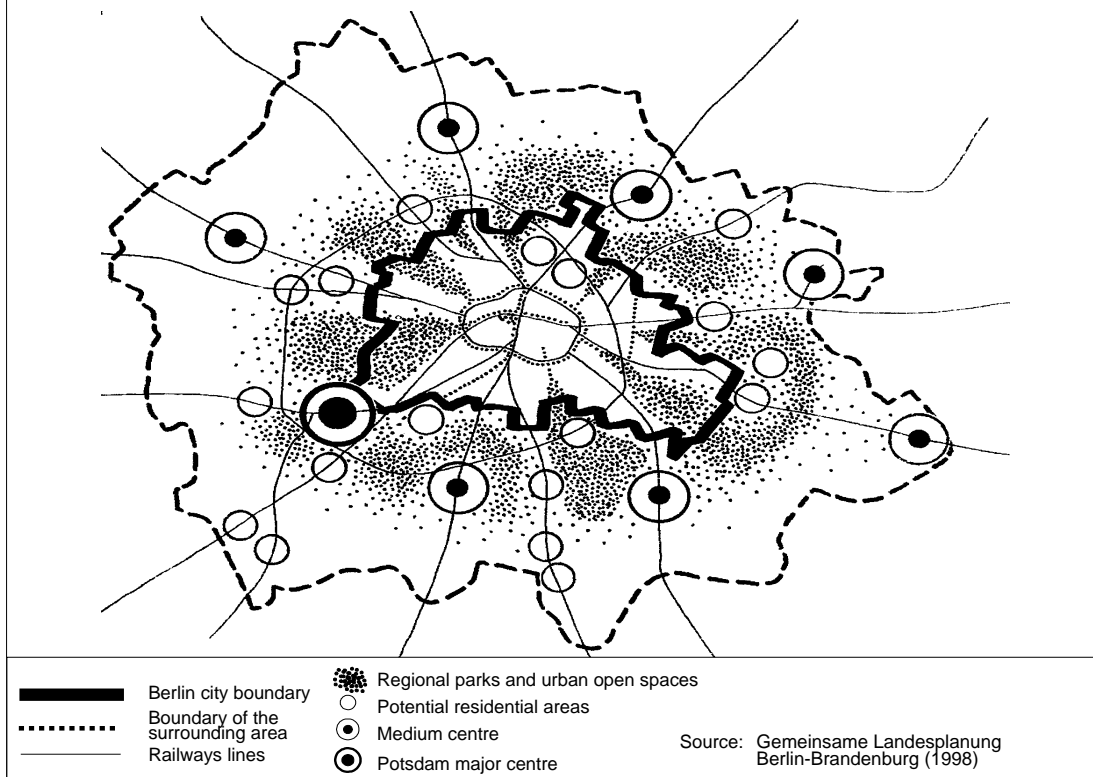 Berlin city boundary
Boundary of the
surrounding area
Railways lines
Regional parks and urban open spaces
Potential residential areas
Medium centre
Potsdam major centre
Source: Gemeinsame Landesplanung
Berlin-Brandenburg (1998)